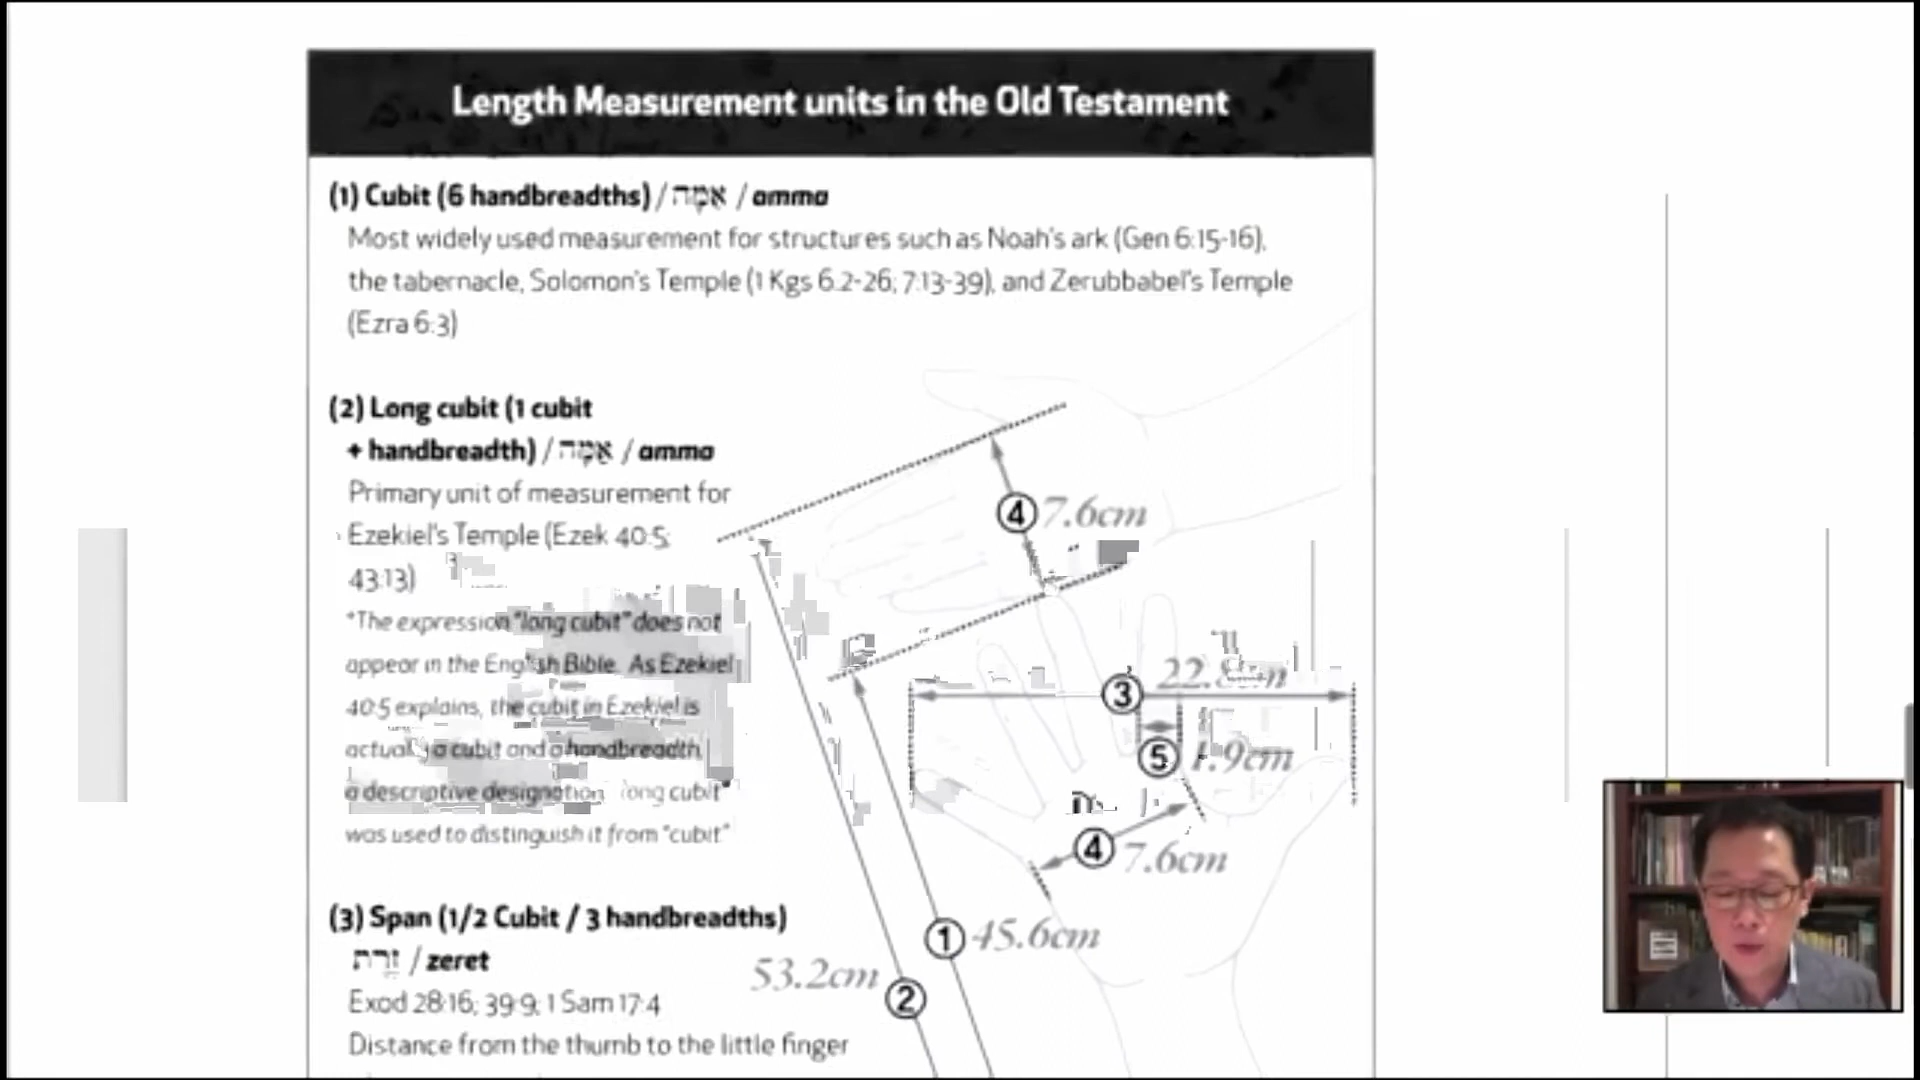 Length Measurement units in the Old Testament
(1) Cubit (6 handbreadths) / אַמָּה / amma
Most widely used measurement for structures such as Noah's ark (Gen 6:15-16),
the tabernacle, Solomon's Temple (1 Kgs 6:2-26; 7:13-39), and Zerubbabel's Temple
(Ezra 6:3)
(2) Long cubit (1 cubit
+ handbreadth) / אַמָּה / amma
Primary unit of measurement for
Ezekiel's Temple (Ezek 40:5;
43:13)
*The expression "long cubit" does not
appear in the English Bible. As Ezekiel
40:5 explains, the cubit in Ezekiel is
actually a cubit and a handbreadth,
a descriptive designation "long cubit"
was used to distinguish it from "cubit"
(3) Span (1/2 Cubit / 3 handbreadths)
זֶרֶת / zeret
Exod 28:16; 39:9; 1 Sam 17:4
Distance from the thumb to the little finger
④ 7.6cm
③ 22.8cm
⑤ 1.9cm
④ 7.6cm
① 45.6cm
53.2cm ②